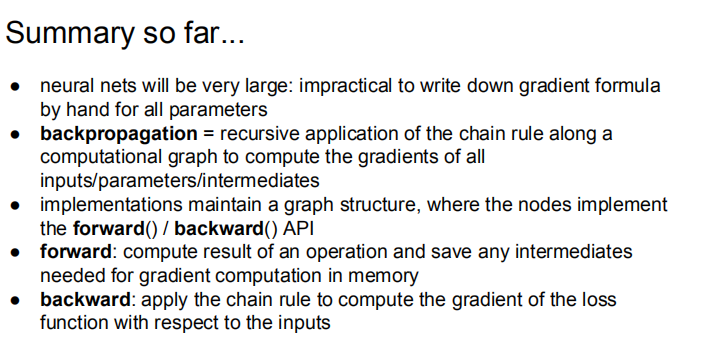 Summary so far...
● neural nets will be very large: impractical to write down gradient formula
by hand for all parameters
● backpropagation = recursive application of the chain rule along a
computational graph to compute the gradients of all
inputs/parameters/intermediates
● implementations maintain a graph structure, where the nodes implement
the forward() / backward() API
● forward: compute result of an operation and save any intermediates
needed for gradient computation in memory
● backward: apply the chain rule to compute the gradient of the loss
function with respect to the inputs